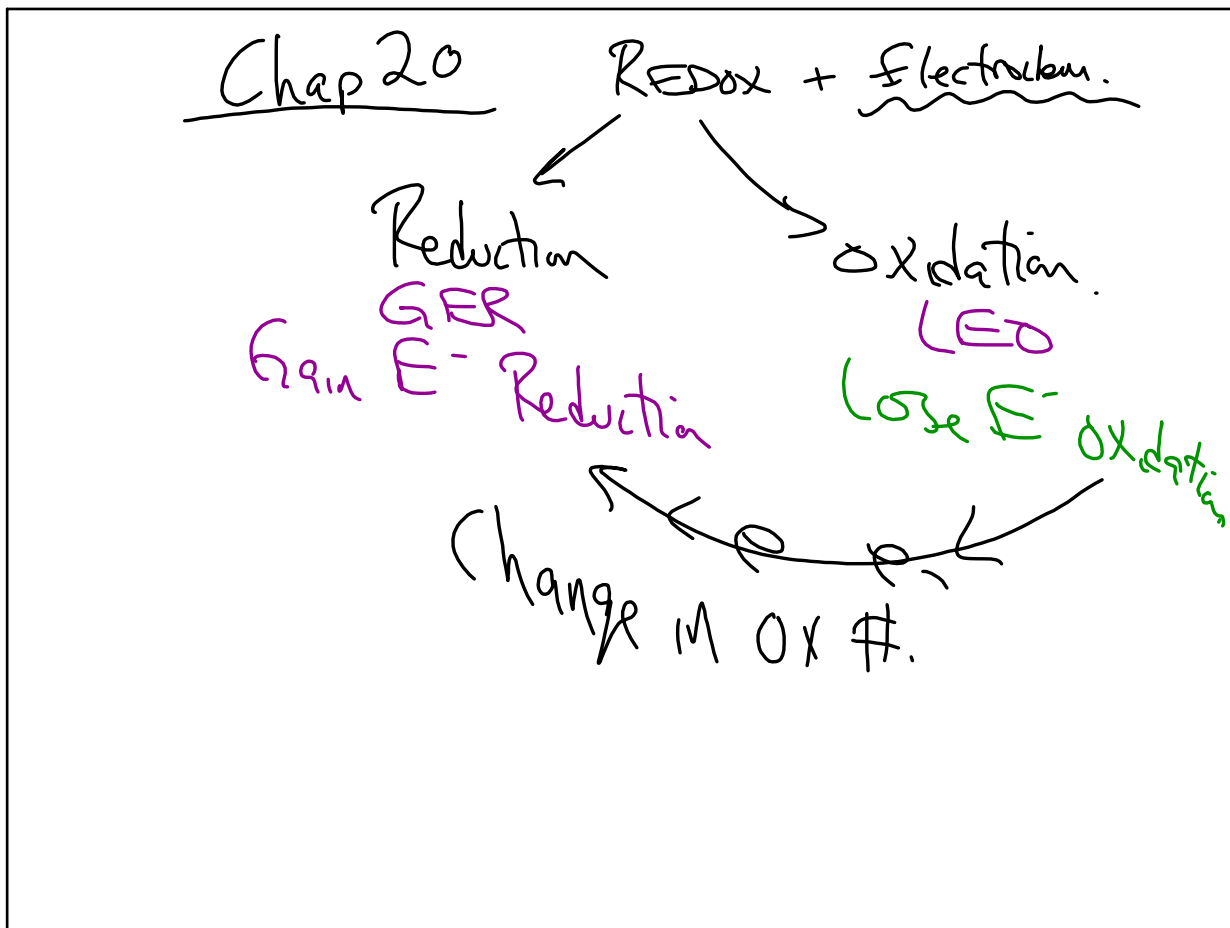 Chap 20 REDOX + Electrochem.
Reduction
Oxidation.
GER
LEO
Gain E⁻ Reduction
Lose E⁻ Oxidation
e e⁻
Change in Ox #.